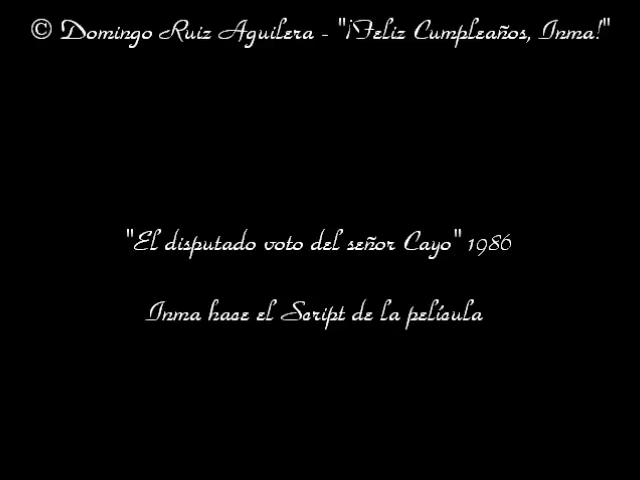 © Domingo Ruiz Aguilera - "¡Feliz Cumpleaños, Inma!"
"El disputado voto del señor Cayo" 1986
Inma hace el Script de la película